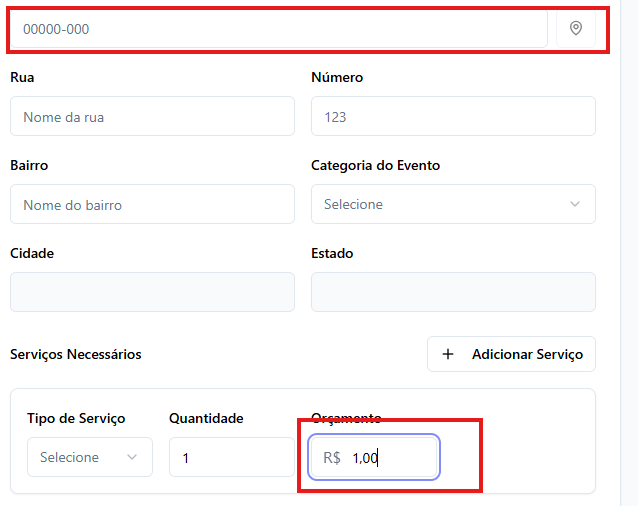 00000-000
Rua Número
Nome da rua 123
Bairro Categoria do Evento
Nome do bairro Selecione
Cidade Estado
Serviços Necessários + Adicionar Serviço
Tipo de Serviço Quantidade Orçamento
Selecione 1 R$ 1,00